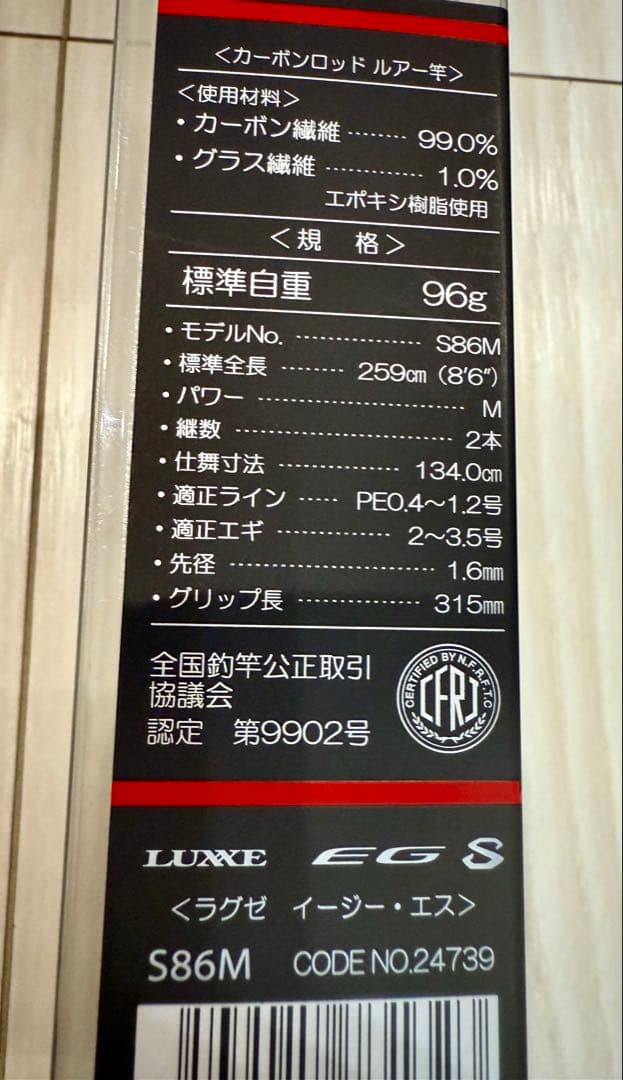 ＜カーボンロッド ルアー竿＞
＜使用材料＞
・カーボン繊維 ········ 99.0%
・グラス繊維 ············· 1.0%
エポキシ樹脂使用
＜規　格＞
標準自重　96g
・モデルNo. ················· S86M
・標準全長 ········ 259cm（8'6"）
・パワー ···························· M
・継数 ······························ 2本
・仕舞寸法 ················ 134.0cm
・適正ライン ····· PE0.4〜1.2号
・適正エギ ·············· 2〜3.5号
・先径 ························· 1.6mm
・グリップ長 ··············· 315mm
全国釣竿公正取引
協議会
認定　第9902号
CERTIFIED BY N.F.R.F.T.C
CFRJ
LUXXE EG S
＜ラグゼ　イージー・エス＞
S86M CODE NO.24739